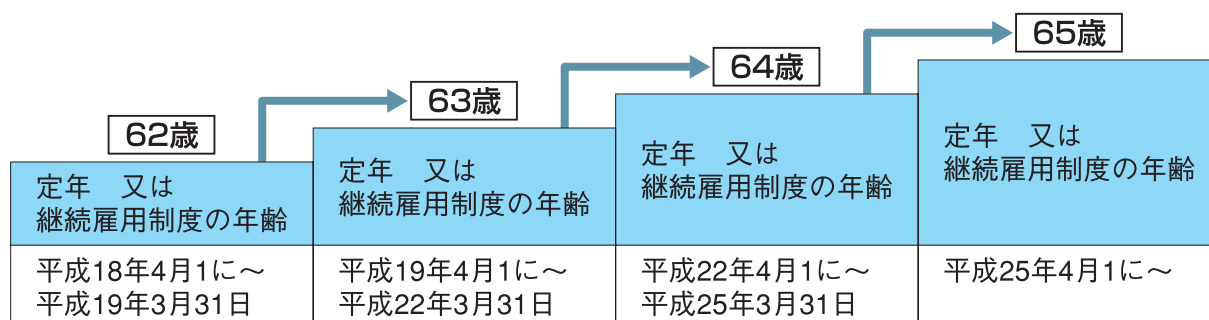 62歳
定年　又は
継続雇用制度の年齢
平成18年4月1に～
平成19年3月31日
63歳
定年　又は
継続雇用制度の年齢
平成19年4月1に～
平成22年3月31日
64歳
定年　又は
継続雇用制度の年齢
平成22年4月1に～
平成25年3月31日
65歳
定年　又は
継続雇用制度の年齢
平成25年4月1に～